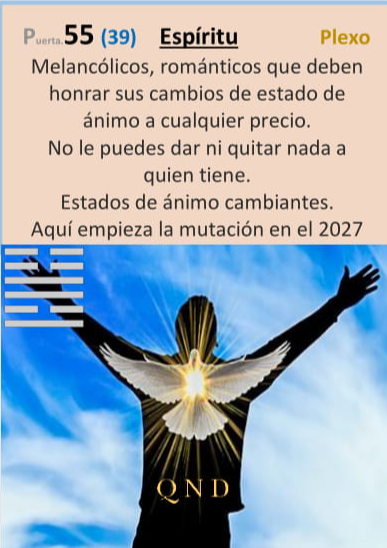 Puerta.55 (39) Espíritu Plexo
Melancólicos, románticos que deben
honrar sus cambios de estado de
ánimo a cualquier precio.
No le puedes dar ni quitar nada a
quien tiene.
Estados de ánimo cambiantes.
Aquí empieza la mutación en el 2027
QND